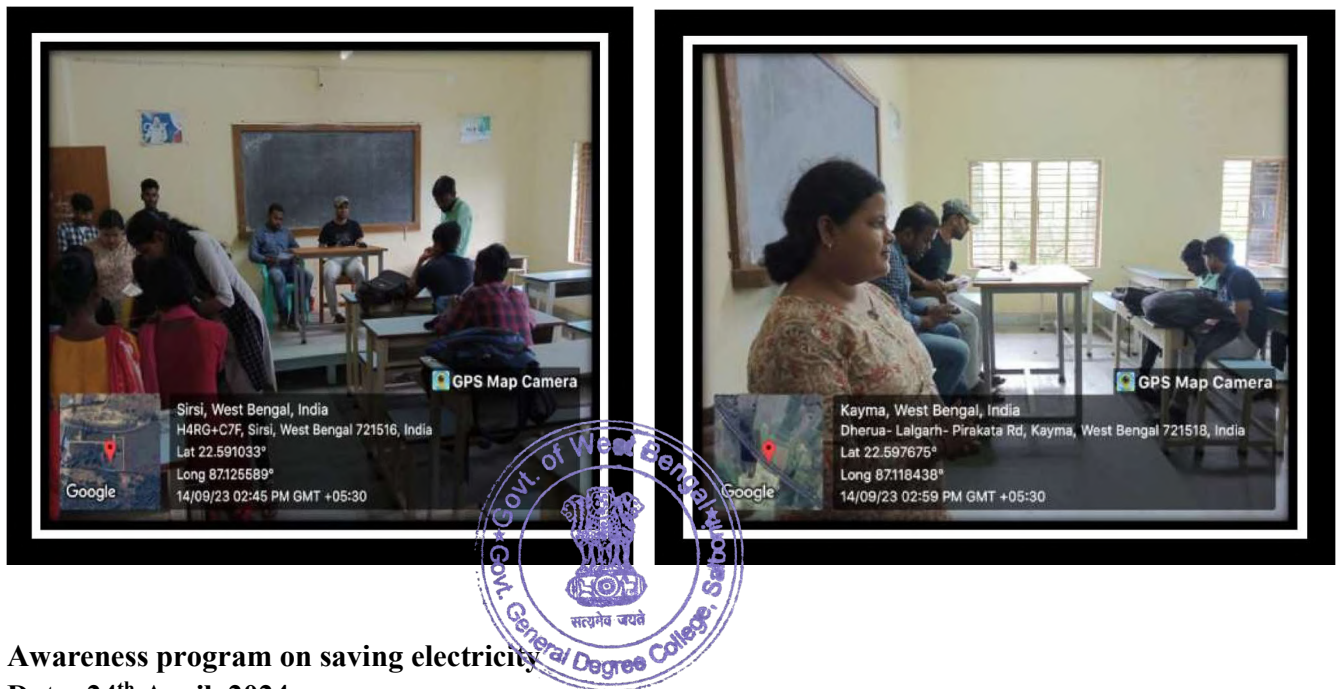 GPS Map Camera
Sirsi, West Bengal, India
H4RG+C7F, Sirsi, West Bengal 721516, India
Lat 22.591033°
Long 87.125589°
14/09/23 02:45 PM GMT +05:30
Google
GPS Map Camera
Kayma, West Bengal, India
Dherua- Lalgarh- Pirakata Rd, Kayma, West Bengal 721518, India
Lat 22.597675°
Long 87.118438°
14/09/23 02:59 PM GMT +05:30
Google
Govt. of West Bengal
Govt. General Degree College, Salboni
सत्यमेव जयते
Awareness program on saving electricity
24th April, 2024